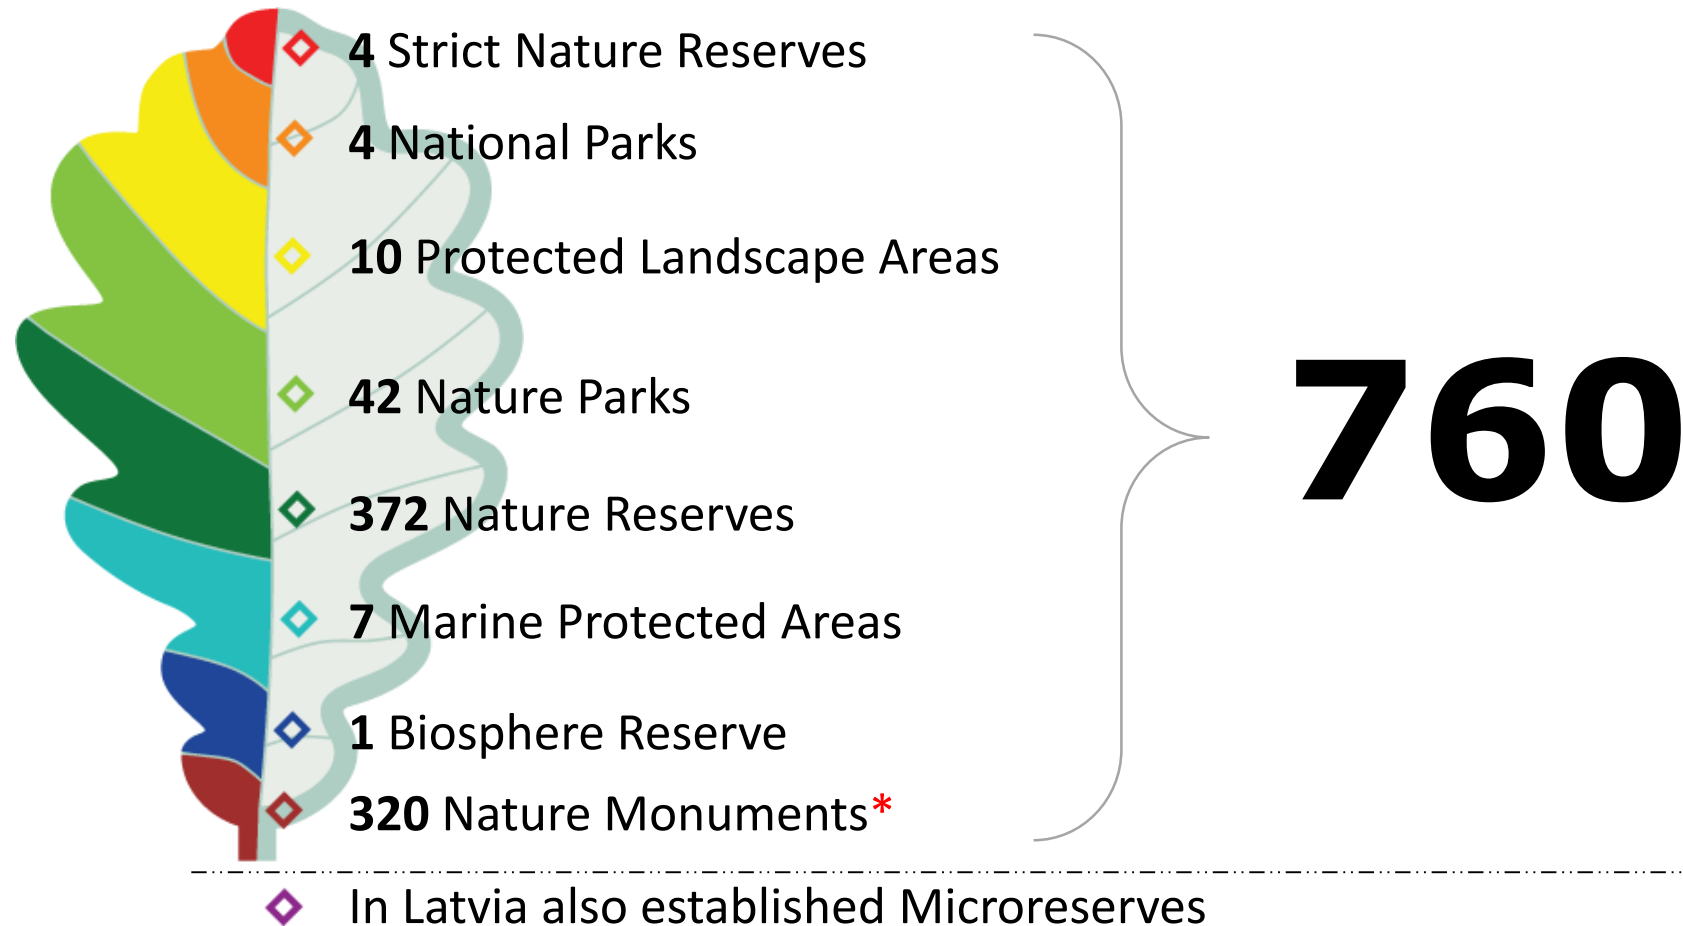 4 Strict Nature Reserves
4 National Parks
10 Protected Landscape Areas
42 Nature Parks
372 Nature Reserves
7 Marine Protected Areas
1 Biosphere Reserve
320 Nature Monuments*
760
In Latvia also established Microreserves